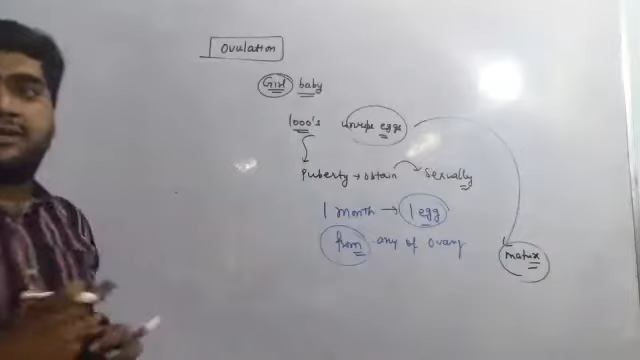 Ovulation
Girl baby
1000's unripe eggs
Puberty → obtain Sexually
1 month → 1 egg
from any of ovary
matrix